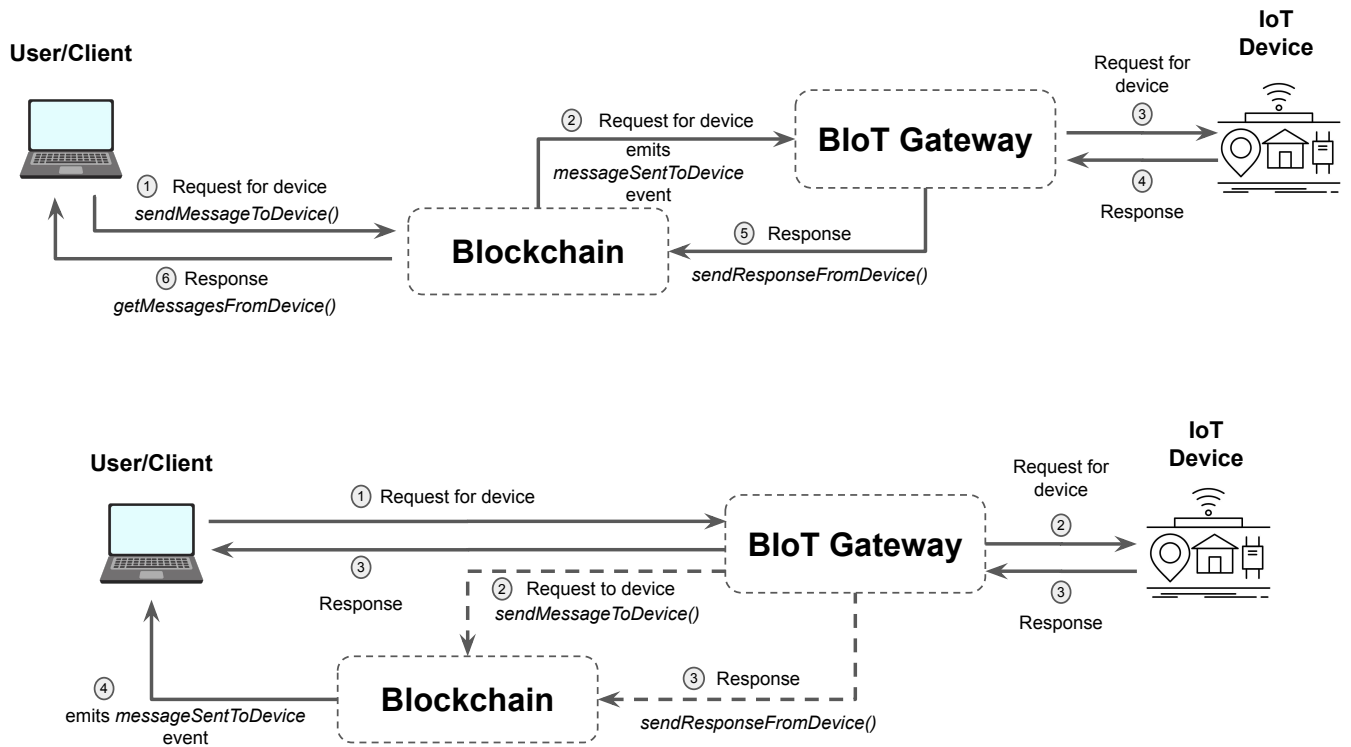 User/Client
IoT
Device
Request for
device
3
4
Response
BIoT Gateway
2 Request for device
emits
messageSentToDevice
event
1 Request for device
sendMessageToDevice()
Blockchain
5 Response
sendResponseFromDevice()
6 Response
getMessagesFromDevice()
User/Client
IoT
Device
Request for
device
2
3
Response
1 Request for device
BIoT Gateway
3
Response
2 Request to device
sendMessageToDevice()
Blockchain
3 Response
sendResponseFromDevice()
4
emits messageSentToDevice
event